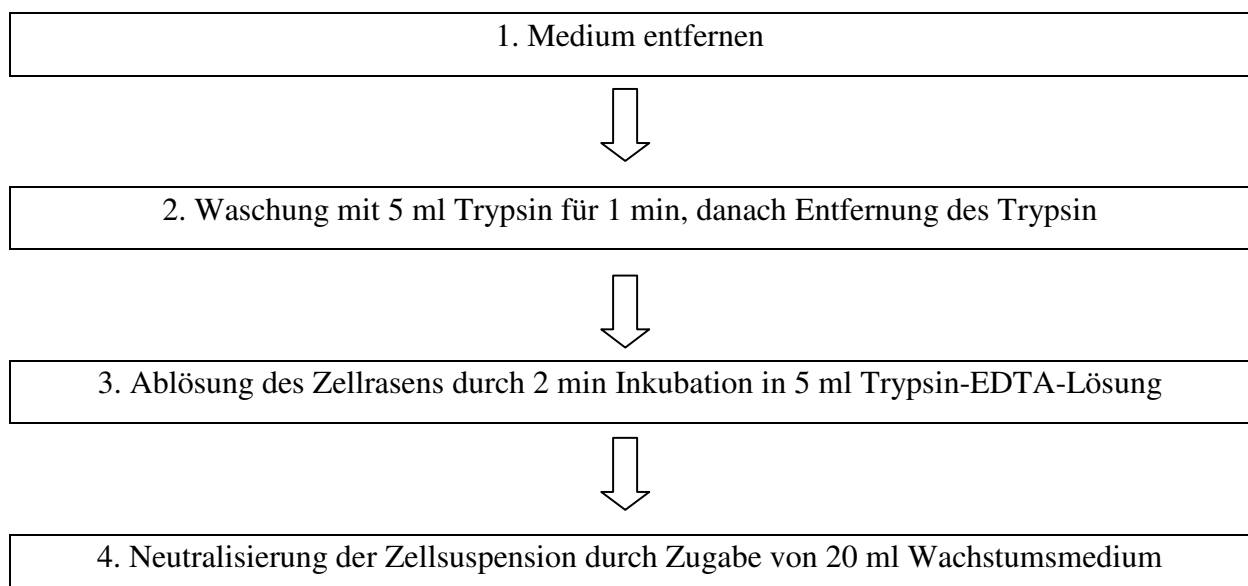 1. Medium entfernen
2. Waschung mit 5 ml Trypsin für 1 min, danach Entfernung des Trypsin
3. Ablösung des Zellrasens durch 2 min Inkubation in 5 ml Trypsin-EDTA-Lösung
4. Neutralisierung der Zellsuspension durch Zugabe von 20 ml Wachstumsmedium